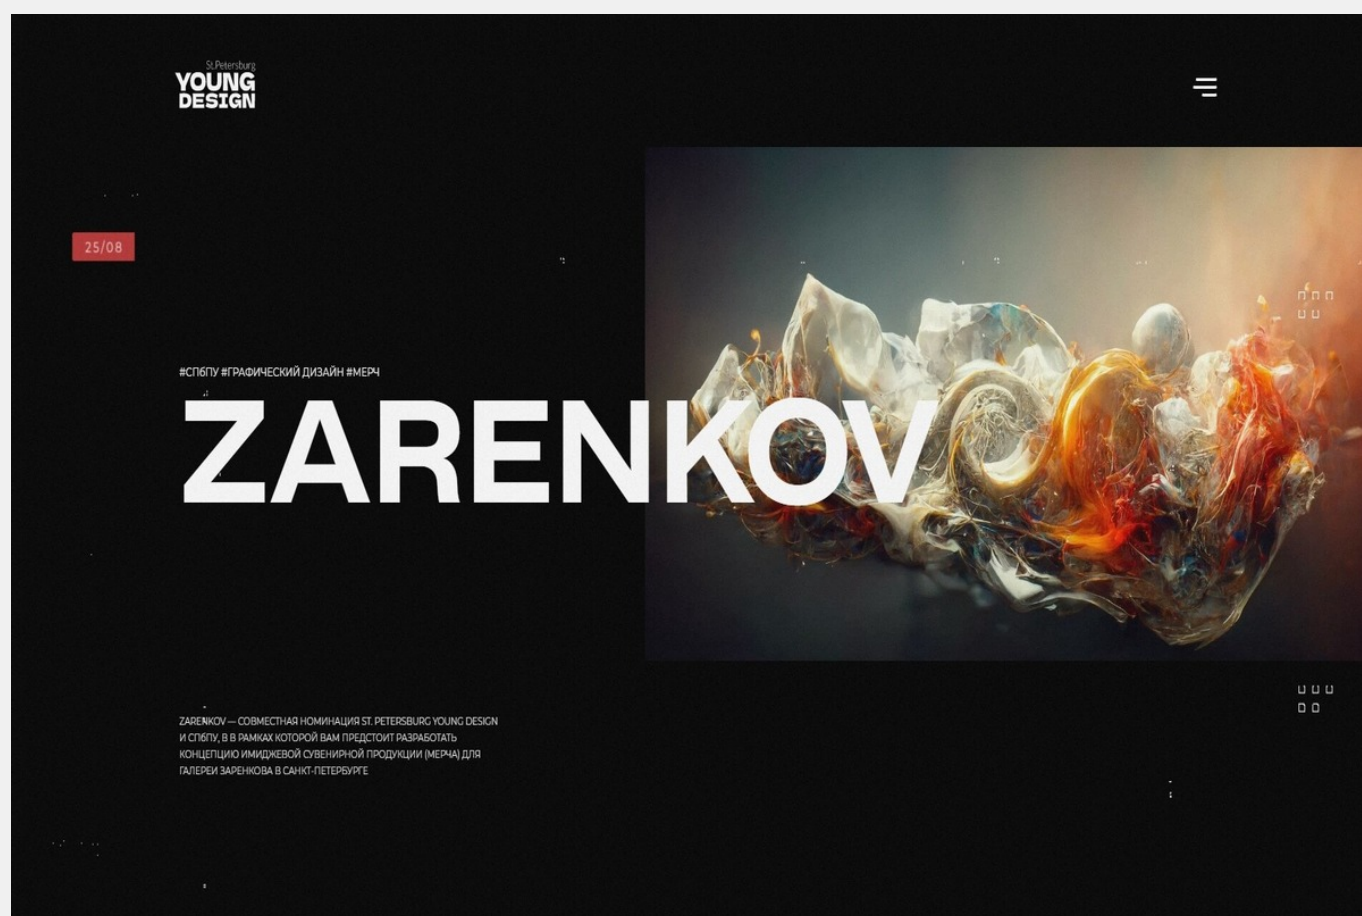 St.Petersburg
YOUNG
DESIGN
25/08
#СПбПУ #ГРАФИЧЕСКИЙ ДИЗАЙН #МЕРЧ
ZARENKOV
ZARENKOV — СОВМЕСТНАЯ НОМИНАЦИЯ ST. PETERSBURG YOUNG DESIGN
И СПбПУ, В В РАМКАХ КОТОРОЙ ВАМ ПРЕДСТОИТ РАЗРАБОТАТЬ
КОНЦЕПЦИЮ ИМИДЖЕВОЙ СУВЕНИРНОЙ ПРОДУКЦИИ (МЕРЧА) ДЛЯ
ГАЛЕРЕИ ЗАРЕНКОВА В САНКТ-ПЕТЕРБУРГЕ